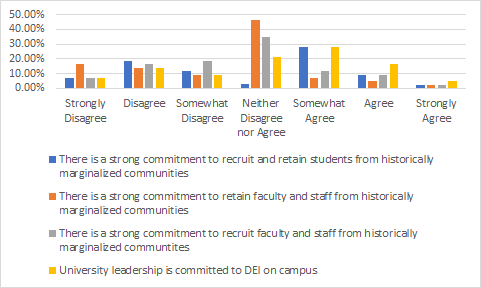 50.00%
40.00%
30.00%
20.00%
10.00%
0.00%
Strongly
Disagree
Disagree
Somewhat
Disagree
Neither
Disagree
nor Agree
Somewhat
Agree
Agree
Strongly
Agree
There is a strong commitment to recruit and retain students from historically
marginalized communities
There is a strong commitment to retain faculty and staff from historically
marginalized communities
There is a strong commitment to recruit faculty and staff from historically
marginalized communtites
University leadership is committed to DEI on campus